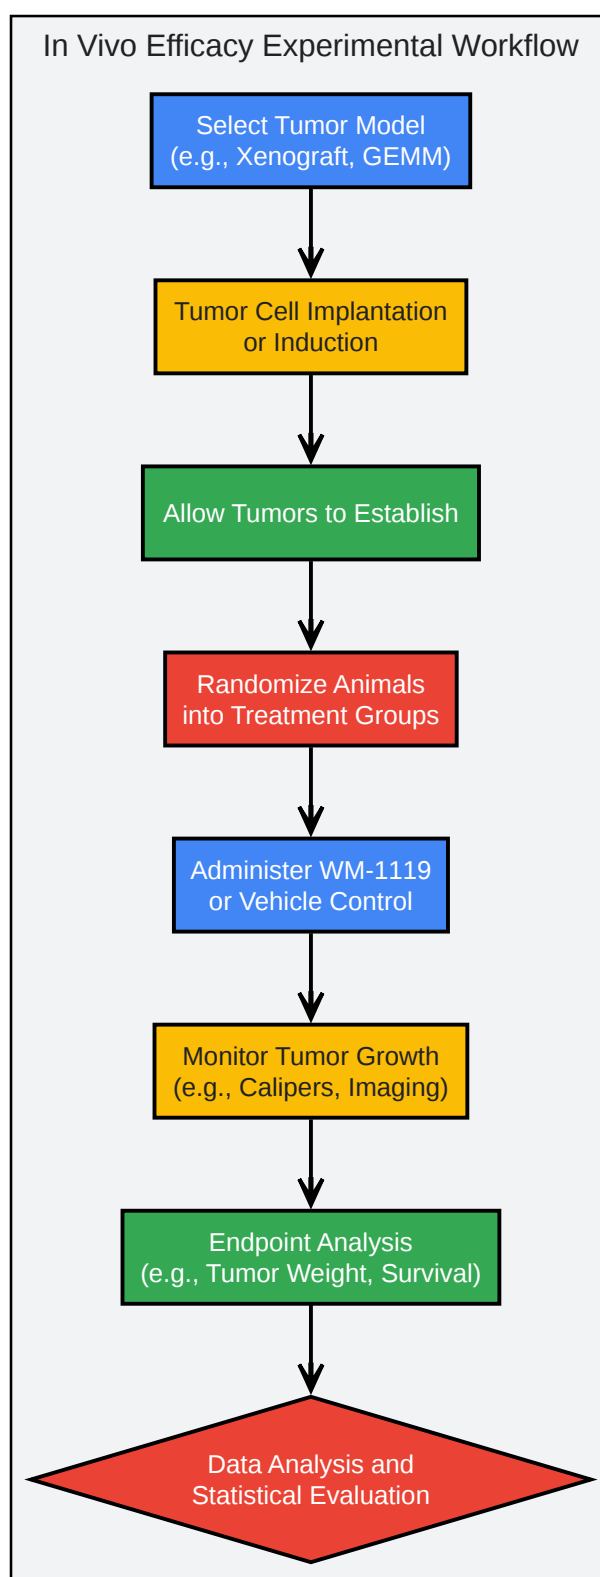 In Vivo Efficacy Experimental Workflow
Select Tumor Model
(e.g., Xenograft, GEMM)
Tumor Cell Implantation
or Induction
Allow Tumors to Establish
Randomize Animals
into Treatment Groups
Administer WM-1119
or Vehicle Control
Monitor Tumor Growth
(e.g., Calipers, Imaging)
Endpoint Analysis
(e.g., Tumor Weight, Survival)
Data Analysis and
Statistical Evaluation